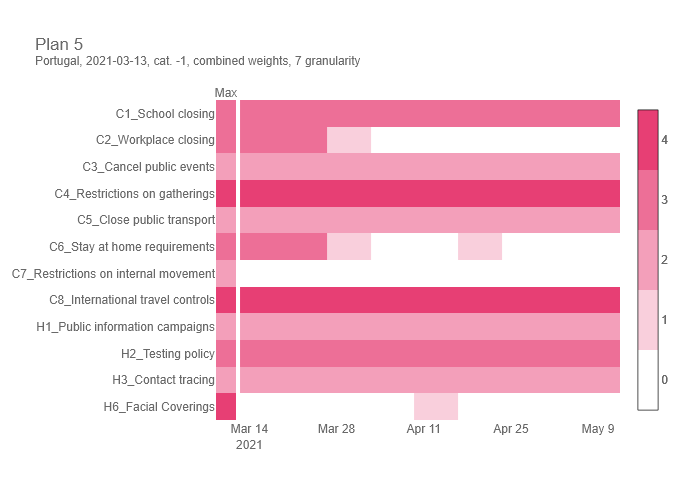 Plan 5
Portugal, 2021-03-13, cat. -1, combined weights, 7 granularity
Max
C1_School closing
C2_Workplace closing
C3_Cancel public events
C4_Restrictions on gatherings
C5_Close public transport
C6_Stay at home requirements
C7_Restrictions on internal movement
C8_International travel controls
H1_Public information campaigns
H2_Testing policy
H3_Contact tracing
H6_Facial Coverings
Mar 14 Mar 28 Apr 11 Apr 25 May 9
2021
4
3
2
1
0